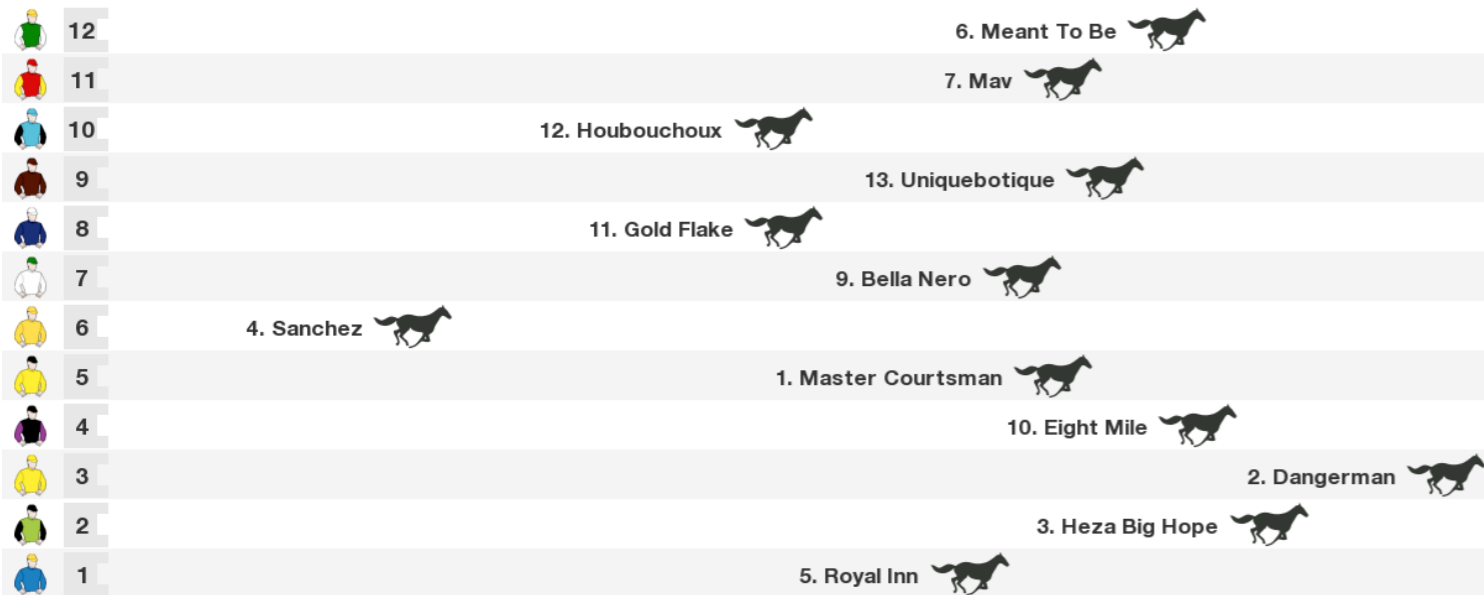 12 6. Meant To Be
11 7. Mav
10 12. Houbouchoux
9 13. Uniquebotique
8 11. Gold Flake
7 9. Bella Nero
6 4. Sanchez
5 1. Master Courtsman
4 10. Eight Mile
3 2. Dangerman
2 3. Heza Big Hope
1 5. Royal Inn